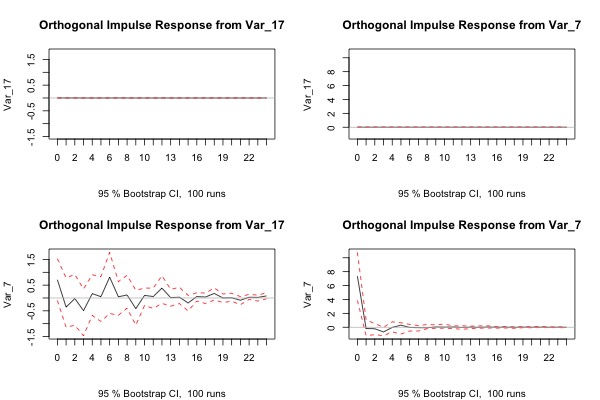 Orthogonal Impulse Response from Var_17
Var_17
1.5
0.5
-0.5
-1.5
0 2 4 6 8 10 13 16 19 22
95 % Bootstrap CI, 100 runs
Orthogonal Impulse Response from Var_7
Var_17
8
6
4
2
0
0 2 4 6 8 10 13 16 19 22
95 % Bootstrap CI, 100 runs
Orthogonal Impulse Response from Var_17
Var_7
1.5
0.5
-0.5
-1.5
0 2 4 6 8 10 13 16 19 22
95 % Bootstrap CI, 100 runs
Orthogonal Impulse Response from Var_7
Var_7
8
6
4
2
0
0 2 4 6 8 10 13 16 19 22
95 % Bootstrap CI, 100 runs